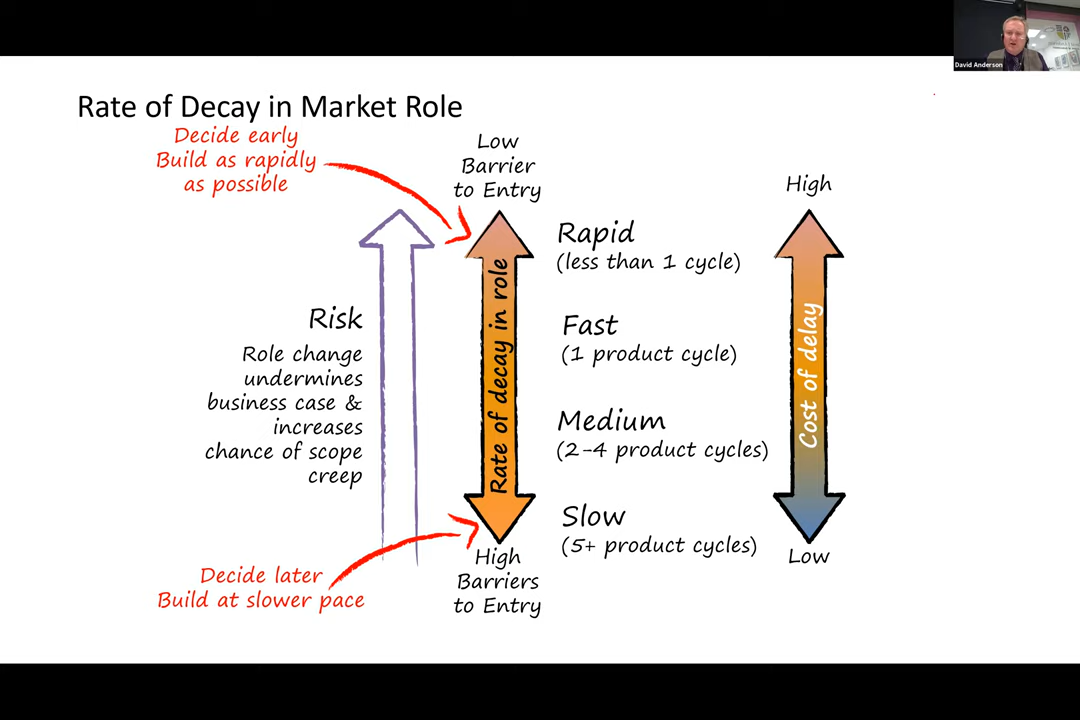 David Anderson
Rate of Decay in Market Role
Decide early
Build as rapidly
as possible
Low
Barrier
to Entry
High
Rapid
(less than 1 cycle)
Risk
Role change
undermines
business case &
increases
chance of scope
creep
Rate of decay in role
Fast
(1 product cycle)
Cost of delay
Medium
(2-4 product cycles)
Slow
(5+ product cycles)
High
Barriers
to Entry
Low
Decide later
Build at slower pace